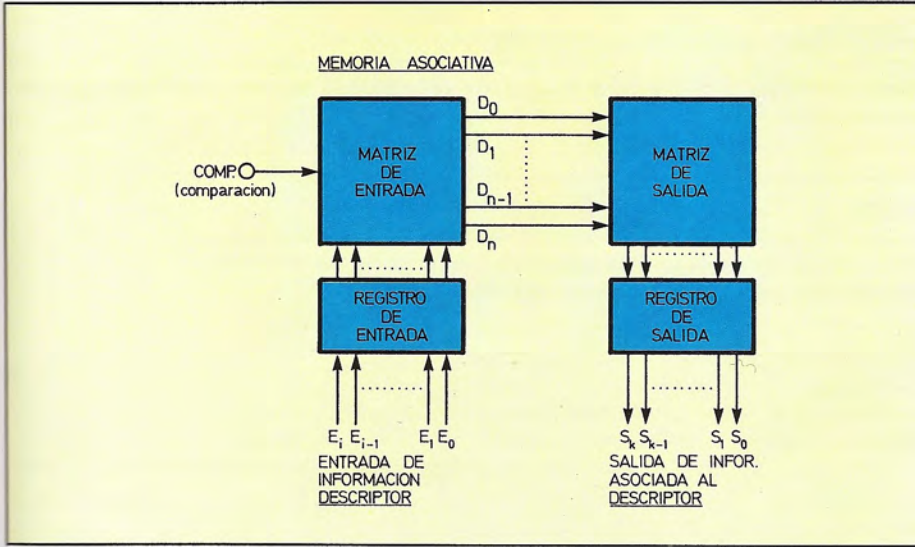 MEMORIA ASOCIATIVA
D0
COMP.
(comparacion)
MATRIZ
DE
ENTRADA
D1
Dn-1
Dn
MATRIZ
DE
SALIDA
REGISTRO
DE
ENTRADA
REGISTRO
DE
SALIDA
Ei Ei-1 E1 E0
ENTRADA DE
INFORMACION
DESCRIPTOR
Sk Sk-1 S1 S0
SALIDA DE INFOR.
ASOCIADA AL
DESCRIPTOR